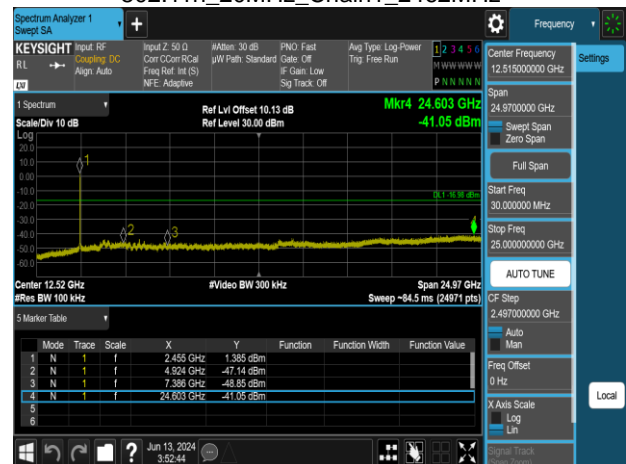 Spectrum Analyzer 1
Swept SA
Frequency
KEYSIGHT
RL
LXI
Input: RF
Coupling: DC
Align: Auto
Input Z: 50 Ω
Corr CCorr RCal
Freq Ref: Int (S)
NFE: Adaptive
#Atten: 30 dB
µW Path: Standard
PNO: Fast
Gate: Off
IF Gain: Low
Sig Track: Off
Avg Type: Log-Power
Trig: Free Run
1 2 3 4 5 6
M W W W W W
P N N N N N
Center Frequency
12.515000000 GHz
Settings
Span
24.9700000 GHz
Swept Span
Zero Span
Full Span
Start Freq
30.000000 MHz
Stop Freq
25.000000000 GHz
AUTO TUNE
CF Step
2.497000000 GHz
Auto
Man
Freq Offset
0 Hz
X Axis Scale
Log
Lin
Signal Track
(Span Zoom)
Local
1 Spectrum
Scale/Div 10 dB
Ref Lvl Offset 10.13 dB
Ref Level 30.00 dBm
Mkr4 24.603 GHz
-41.05 dBm
Log
20.0
10.0
0.00
-10.0
-20.0
-30.0
-40.0
-50.0
-60.0
1
2
3
Center 12.52 GHz
#Res BW 100 kHz
#Video BW 300 kHz
Span 24.97 GHz
Sweep ~84.5 ms (24971 pts)
5 Marker Table
Mode Trace Scale X Y Function Function Width Function Value
1 N 1 f 2.455 GHz 1.385 dBm
2 N 1 f 4.924 GHz -47.14 dBm
3 N 1 f 7.386 GHz -48.85 dBm
4 N 1 f 24.603 GHz -41.05 dBm
5
6
Jun 13, 2024
3:52:44